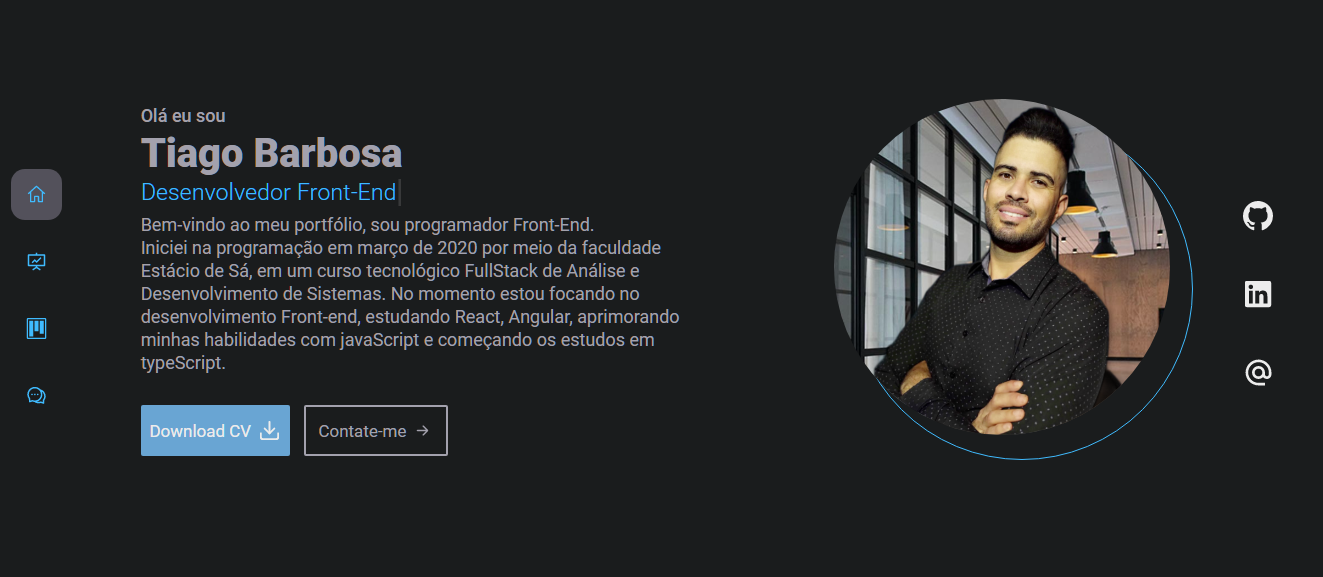 Olá eu sou
Tiago Barbosa
Desenvolvedor Front-End
Bem-vindo ao meu portfólio, sou programador Front-End.
Iniciei na programação em março de 2020 por meio da faculdade
Estácio de Sá, em um curso tecnológico FullStack de Análise e
Desenvolvimento de Sistemas. No momento estou focando no
desenvolvimento Front-end, estudando React, Angular, aprimorando
minhas habilidades com javaScript e começando os estudos em
typeScript.
Download CV
Contate-me